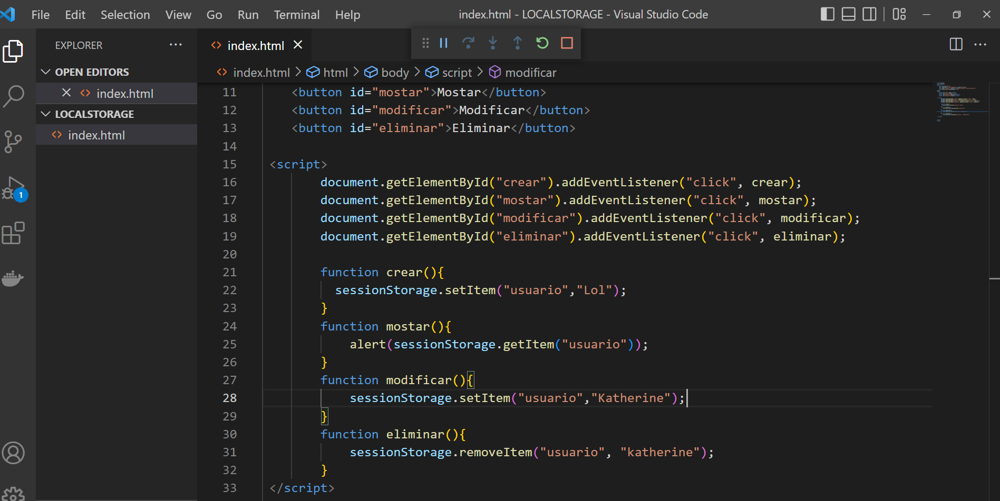 File Edit Selection View Go Run Terminal Help index.html - LOCALSTORAGE - Visual Studio Code
EXPLORER
index.html
OPEN EDITORS
index.html > html > body > script > modificar
index.html
LOCALSTORAGE
index.html
1
11 <button id="mostar">Mostar</button>
12 <button id="modificar">Modificar</button>
13 <button id="eliminar">Eliminar</button>
14
15 <script>
16 document.getElementById("crear").addEventListener("click", crear);
17 document.getElementById("mostar").addEventListener("click", mostar);
18 document.getElementById("modificar").addEventListener("click", modificar);
19 document.getElementById("eliminar").addEventListener("click", eliminar);
20
21 function crear(){
22 sessionStorage.setItem("usuario","Lol");
23 }
24 function mostar(){
25 alert(sessionStorage.getItem("usuario"));
26 }
27 function modificar(){
28 sessionStorage.setItem("usuario","Katherine");
29 }
30 function eliminar(){
31 sessionStorage.removeItem("usuario", "katherine");
32 }
33 </script>